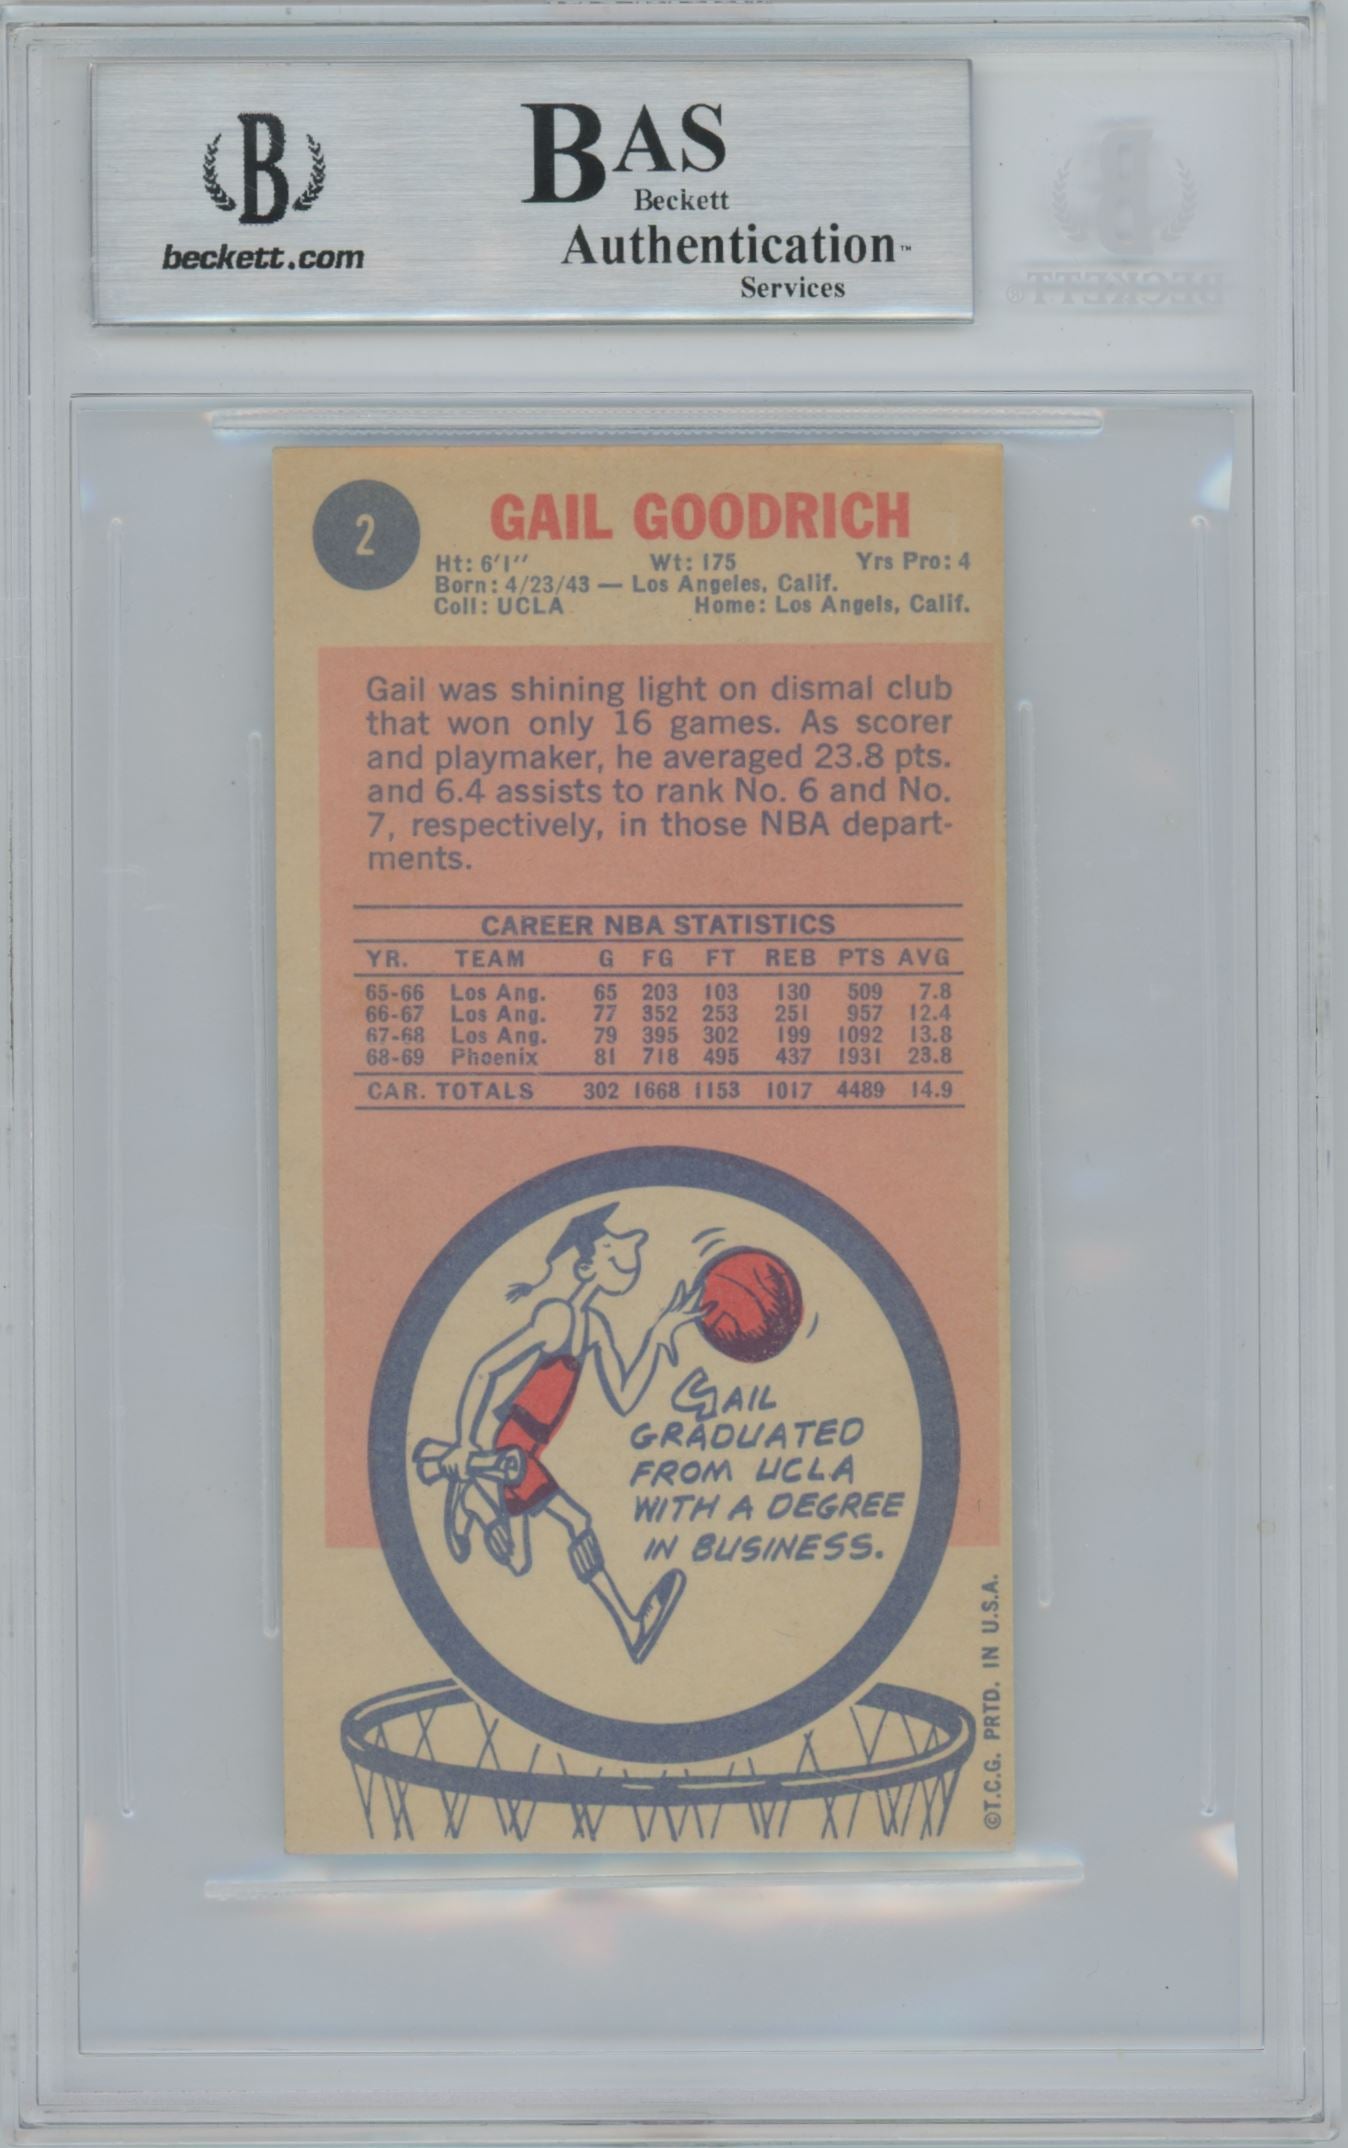 B
beckett.com
BAS
Beckett
Authentication™
Services
B
BECKETT®
2
GAIL GOODRICH
Ht: 6'1" Wt: 175 Yrs Pro: 4
Born: 4/23/43 — Los Angeles, Calif.
Coll: UCLA Home: Los Angels, Calif.
Gail was shining light on dismal club
that won only 16 games. As scorer
and playmaker, he averaged 23.8 pts.
and 6.4 assists to rank No. 6 and No.
7, respectively, in those NBA depart-
ments.
CAREER NBA STATISTICS
YR. TEAM G FG FT REB PTS AVG
65-66 Los Ang. 65 203 103 130 509 7.8
66-67 Los Ang. 77 352 253 251 957 12.4
67-68 Los Ang. 79 395 302 199 1092 13.8
68-69 Phoenix 81 718 495 437 1931 23.8
CAR. TOTALS 302 1668 1153 1017 4489 14.9
GAIL
GRADUATED
FROM UCLA
WITH A DEGREE
IN BUSINESS.
©T.C.G. PRTD. IN U.S.A.